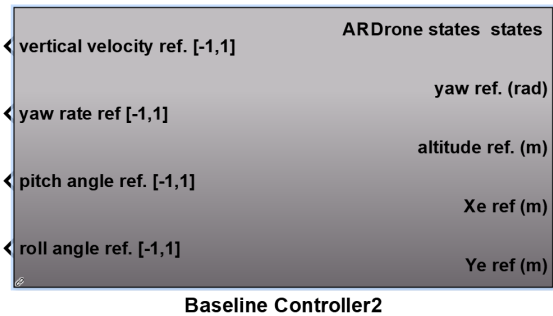 ARDrone states  states
vertical velocity ref. [-1,1]
yaw ref. (rad)
yaw rate ref [-1,1]
altitude ref. (m)
pitch angle ref. [-1,1]
Xe ref (m)
roll angle ref. [-1,1]
Ye ref (m)
Baseline Controller2